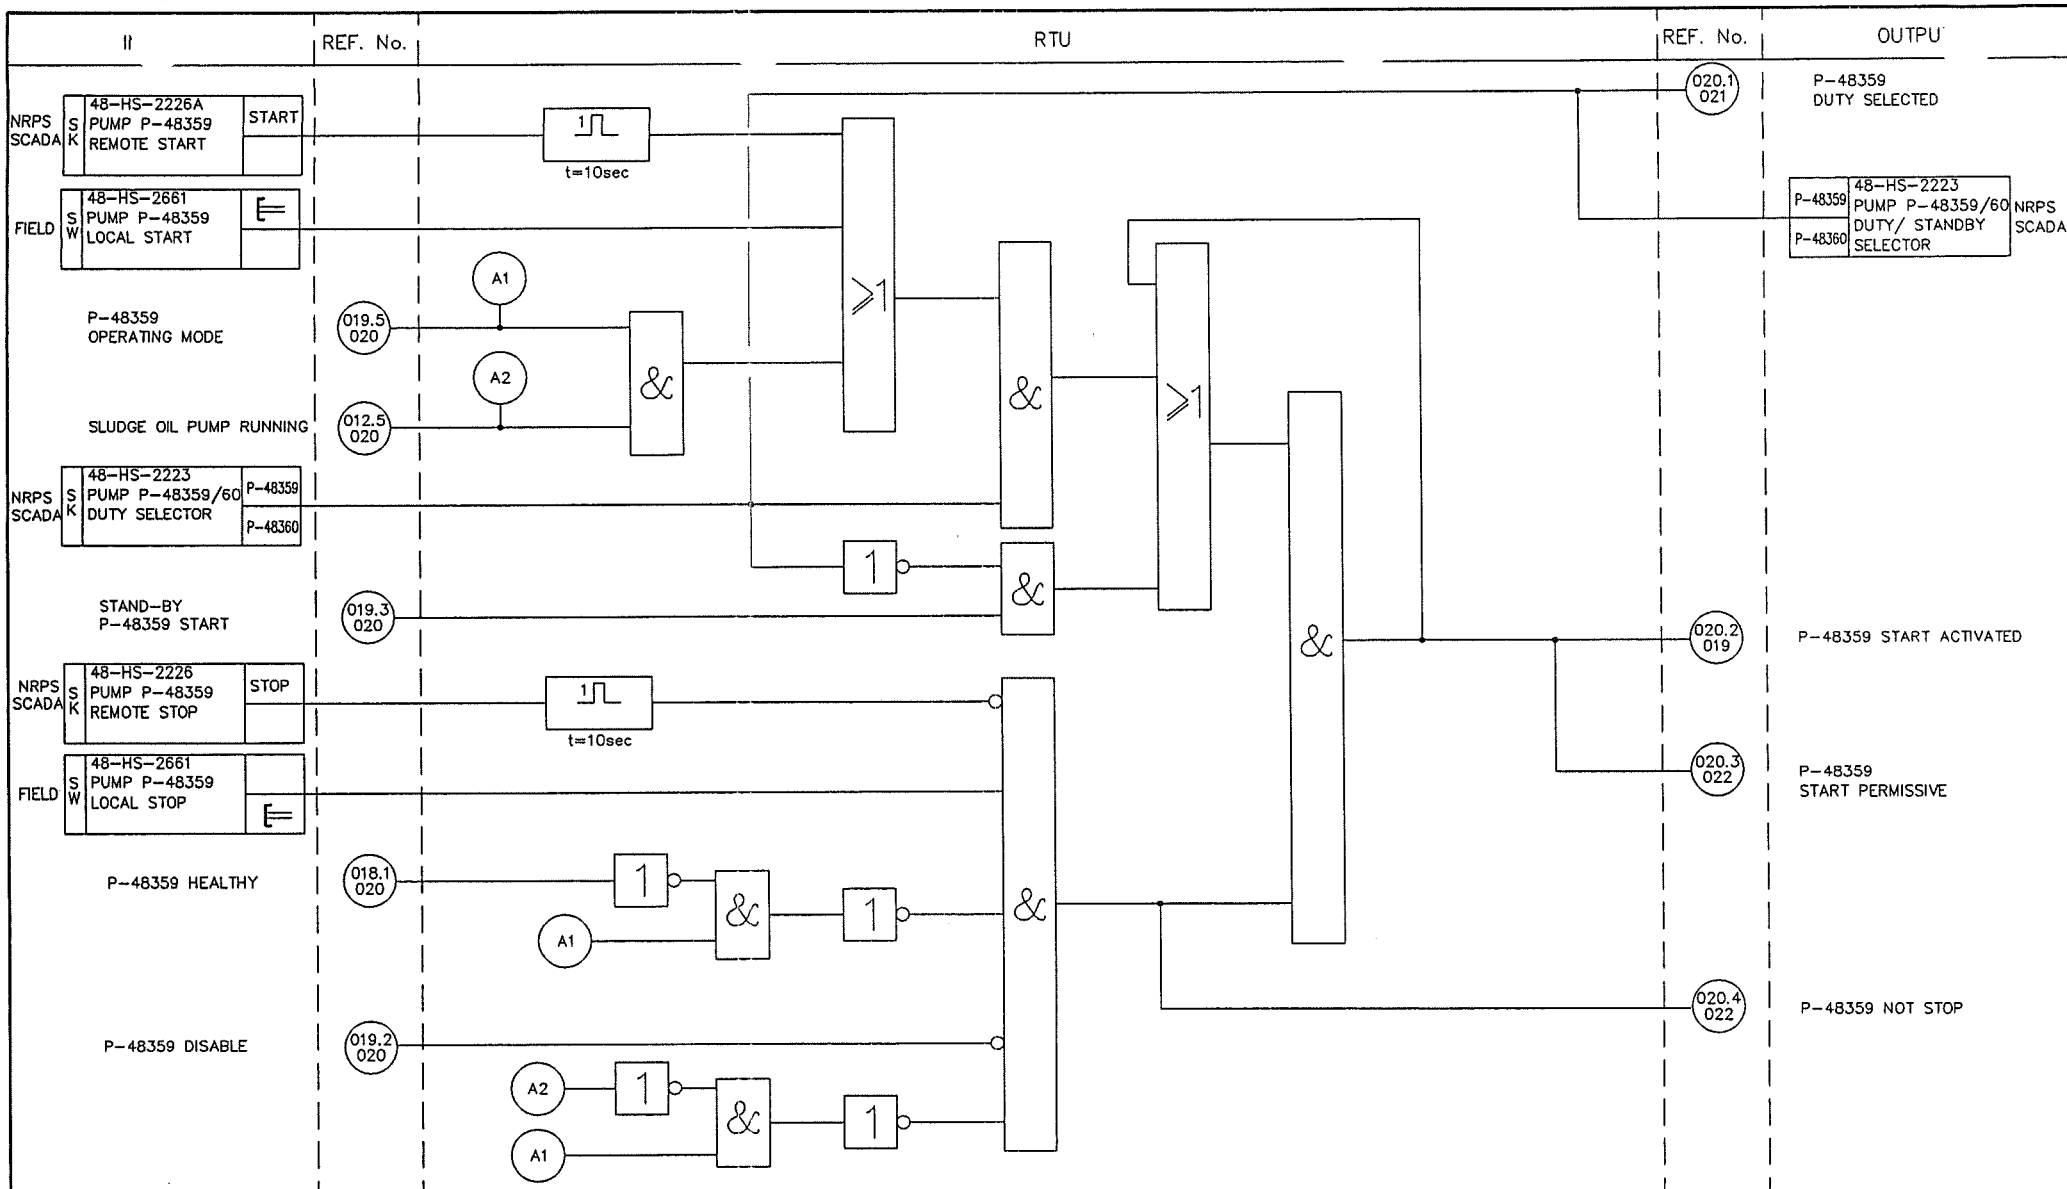 REF. No.
RTU
REF. No.
OUTPU
NRPS
SCADA
S
K
48-HS-2226A
PUMP P-48359
REMOTE START
START
1
t=10sec
020.1
021
P-48359
DUTY SELECTED
FIELD
S
W
48-HS-2661
PUMP P-48359
LOCAL START
P-48359
P-48360
48-HS-2223
PUMP P-48359/60
DUTY/ STANDBY
SELECTOR
NRPS
SCADA
A1
P-48359
OPERATING MODE
019.5
020
&
≥1
A2
SLUDGE OIL PUMP RUNNING
012.5
020
&
≥1
NRPS
SCADA
S
K
48-HS-2223
PUMP P-48359/60
DUTY SELECTOR
P-48359
P-48360
1
&
STAND-BY
P-48359 START
019.3
020
&
020.2
019
P-48359 START ACTIVATED
NRPS
SCADA
S
K
48-HS-2226
PUMP P-48359
REMOTE STOP
STOP
1
t=10sec
020.3
022
P-48359
START PERMISSIVE
FIELD
S
W
48-HS-2661
PUMP P-48359
LOCAL STOP
P-48359 HEALTHY
018.1
020
1
&
1
&
A1
020.4
022
P-48359 NOT STOP
P-48359 DISABLE
019.2
020
A2
1
&
1
A1